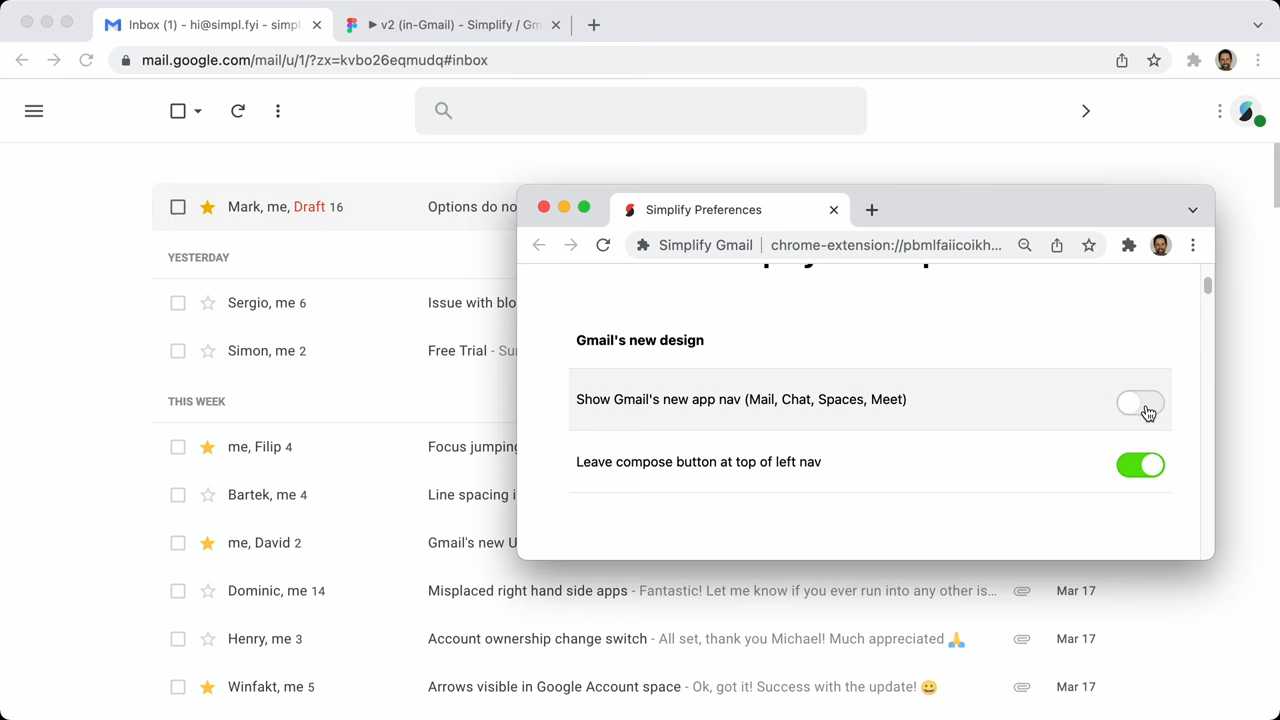 Inbox (1) - hi@simpl.fyi - simpl
v2 (in-Gmail) - Simplify / Gm
mail.google.com/mail/u/1/?zx=kvbo26eqmudq#inbox
Mark, me, Draft 16
Options do no
Simplify Preferences
YESTERDAY
Simplify Gmail
chrome-extension://pbmlfaiicoikh...
Sergio, me 6
Issue with blo
Gmail's new design
Simon, me 2
Free Trial - Su
THIS WEEK
Show Gmail's new app nav (Mail, Chat, Spaces, Meet)
me, Filip 4
Focus jumping
Leave compose button at top of left nav
Bartek, me 4
Line spacing i
me, David 2
Gmail's new U
Dominic, me 14
Misplaced right hand side apps - Fantastic! Let me know if you ever run into any other is...
Mar 17
Henry, me 3
Account ownership change switch - All set, thank you Michael! Much appreciated 🙏
Mar 17
Winfakt, me 5
Arrows visible in Google Account space - Ok, got it! Success with the update! 😀
Mar 17